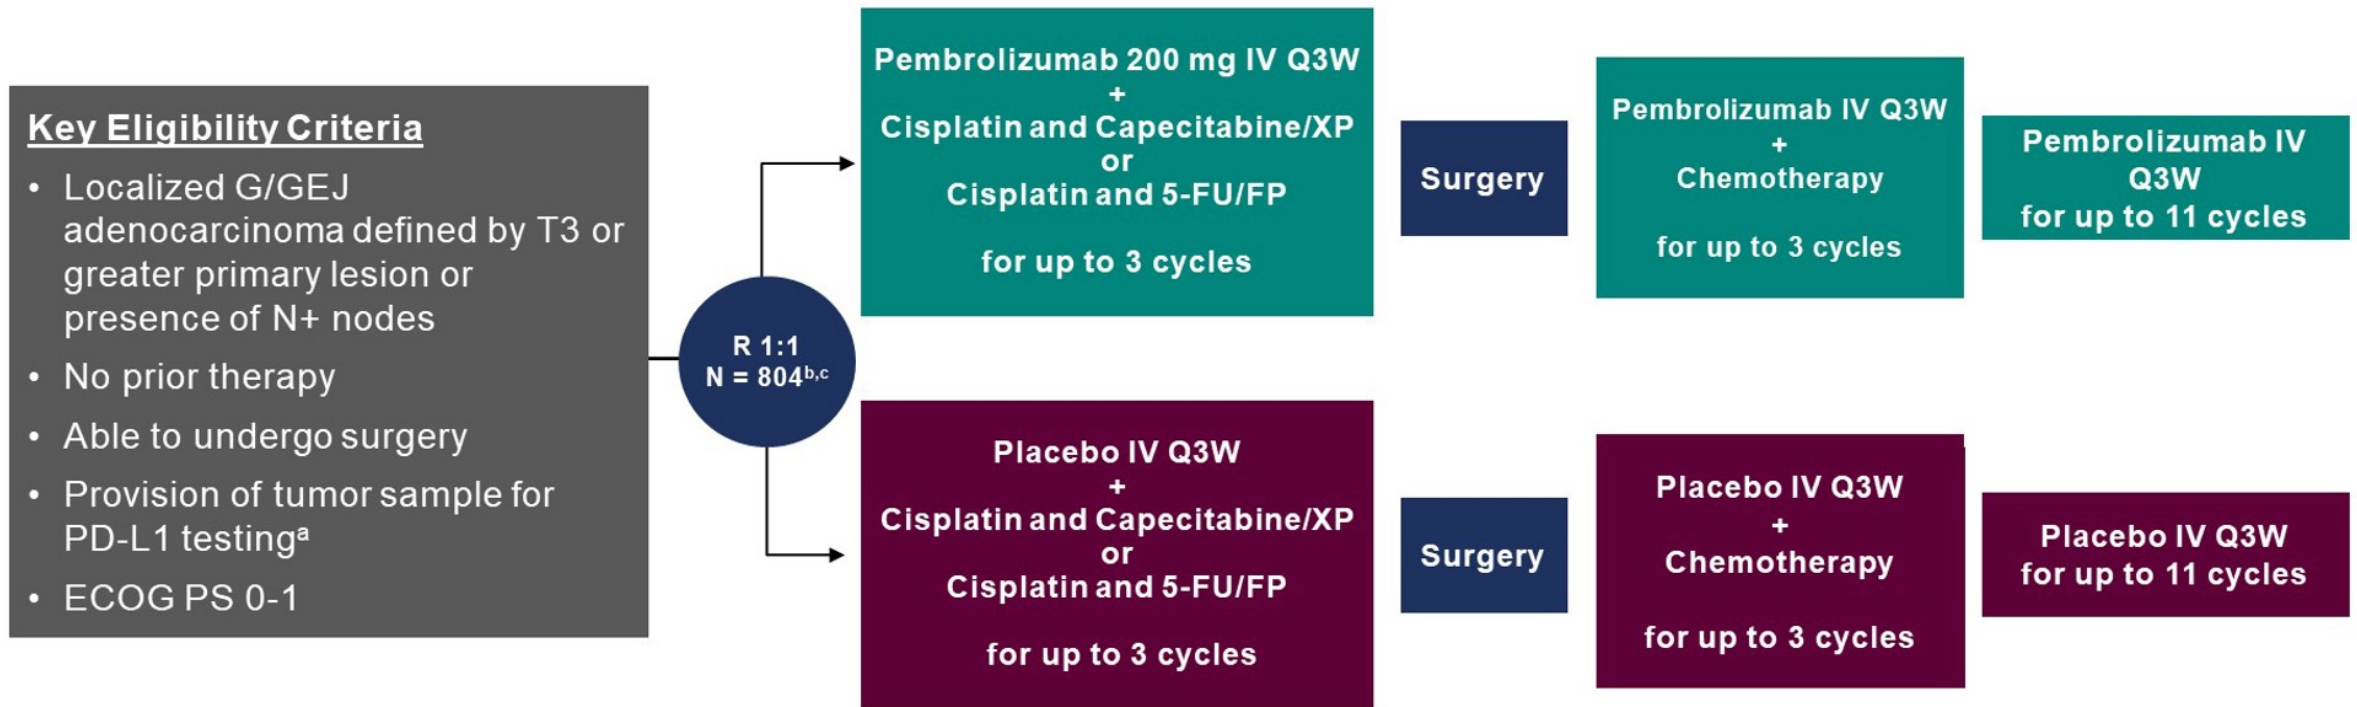 Key Eligibility Criteria
• Localized G/GEJ
adenocarcinoma defined by T3 or
greater primary lesion or
presence of N+ nodes
• No prior therapy
• Able to undergo surgery
• Provision of tumor sample for
PD-L1 testingᵃ
• ECOG PS 0-1
R 1:1
N = 804ᵇ,ᶜ
Pembrolizumab 200 mg IV Q3W
+
Cisplatin and Capecitabine/XP
or
Cisplatin and 5-FU/FP
for up to 3 cycles
Surgery
Pembrolizumab IV Q3W
+
Chemotherapy
for up to 3 cycles
Pembrolizumab IV
Q3W
for up to 11 cycles
Placebo IV Q3W
+
Cisplatin and Capecitabine/XP
or
Cisplatin and 5-FU/FP
for up to 3 cycles
Surgery
Placebo IV Q3W
+
Chemotherapy
for up to 3 cycles
Placebo IV Q3W
for up to 11 cycles